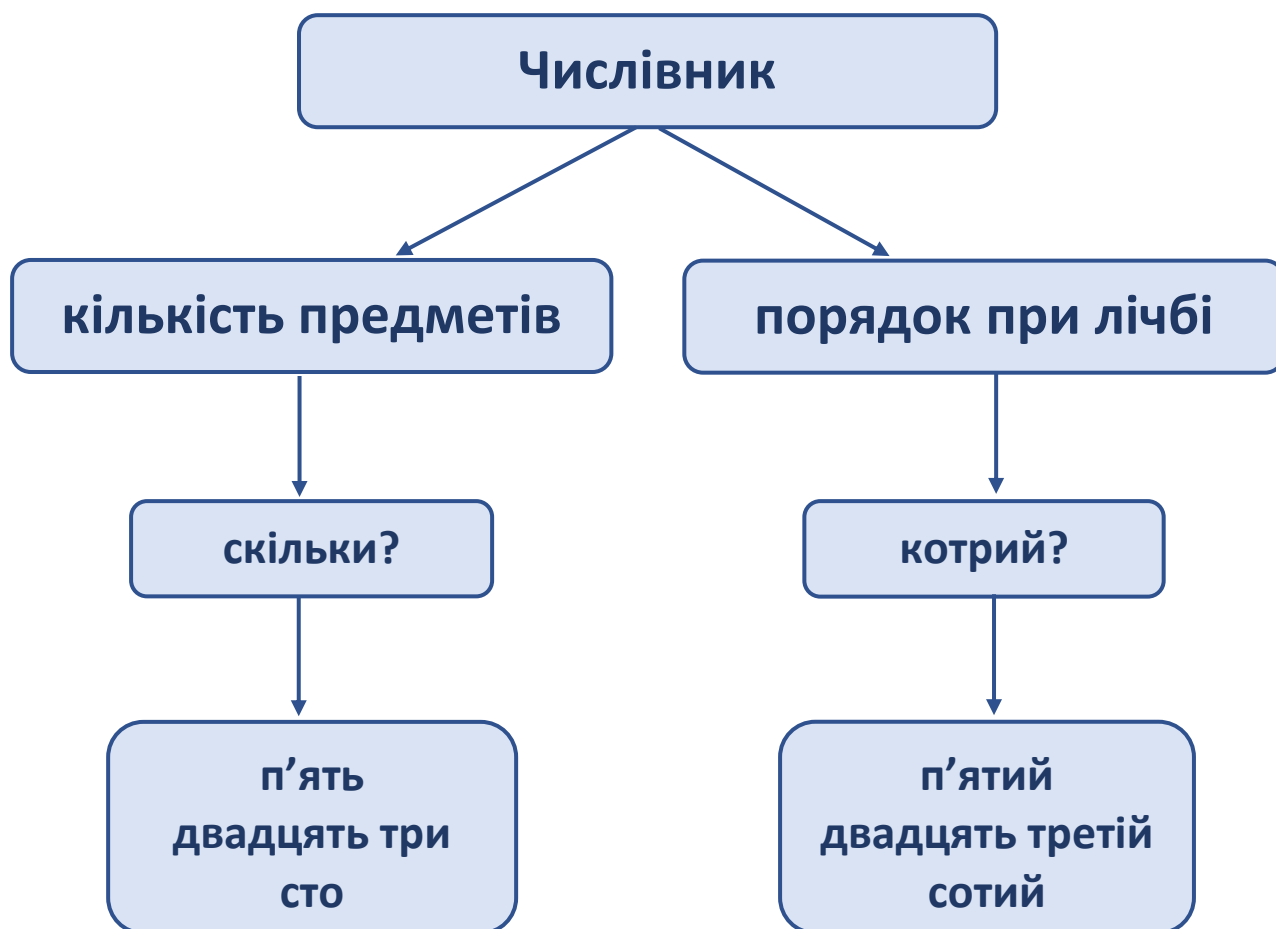 Числівник
кількість предметів
порядок при лічбі
скільки?
котрий?
п’ять
двадцять три
сто
п’ятий
двадцять третій
сотий